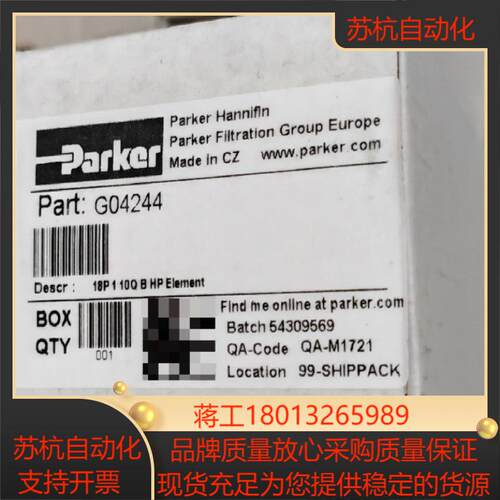 苏杭自动化
Parker
Parker Hannifin
Parker Filtration Group Europe
Made in CZ www.parker.com
Part: G04244
Descr : 18P 1 10Q B HP Element
BOX
QTY
001
Find me online at parker.com
Batch 54309569
QA-Code QA-M1721
Location 99-SHIPPACK
蒋工18013265989
苏杭自动化
支持开票
品牌质量放心采购质量保证
现货充足为您提供稳定的货源